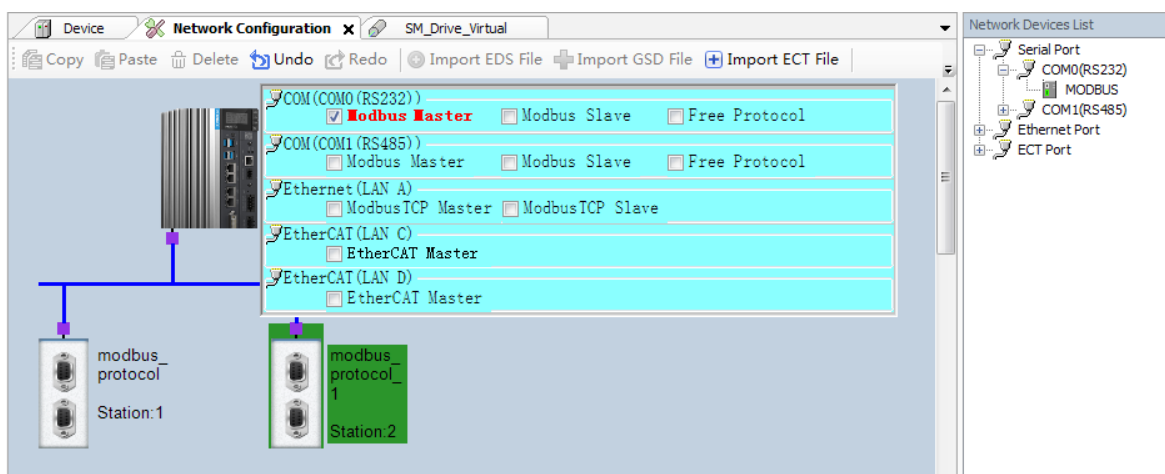 Device
Network Configuration x
SM_Drive_Virtual
Copy Paste Delete Undo Redo Import EDS File Import GSD File Import ECT File
COM(COM0(RS232))
Modbus Master Modbus Slave Free Protocol
COM(COM1(RS485))
Modbus Master Modbus Slave Free Protocol
Ethernet(LAN A)
ModbusTCP Master ModbusTCP Slave
EtherCAT(LAN C)
EtherCAT Master
EtherCAT(LAN D)
EtherCAT Master
modbus_
protocol
Station:1
modbus_
protocol_
1
Station:2
Network Devices List
Serial Port
COM0(RS232)
MODBUS
COM1(RS485)
Ethernet Port
ECT Port